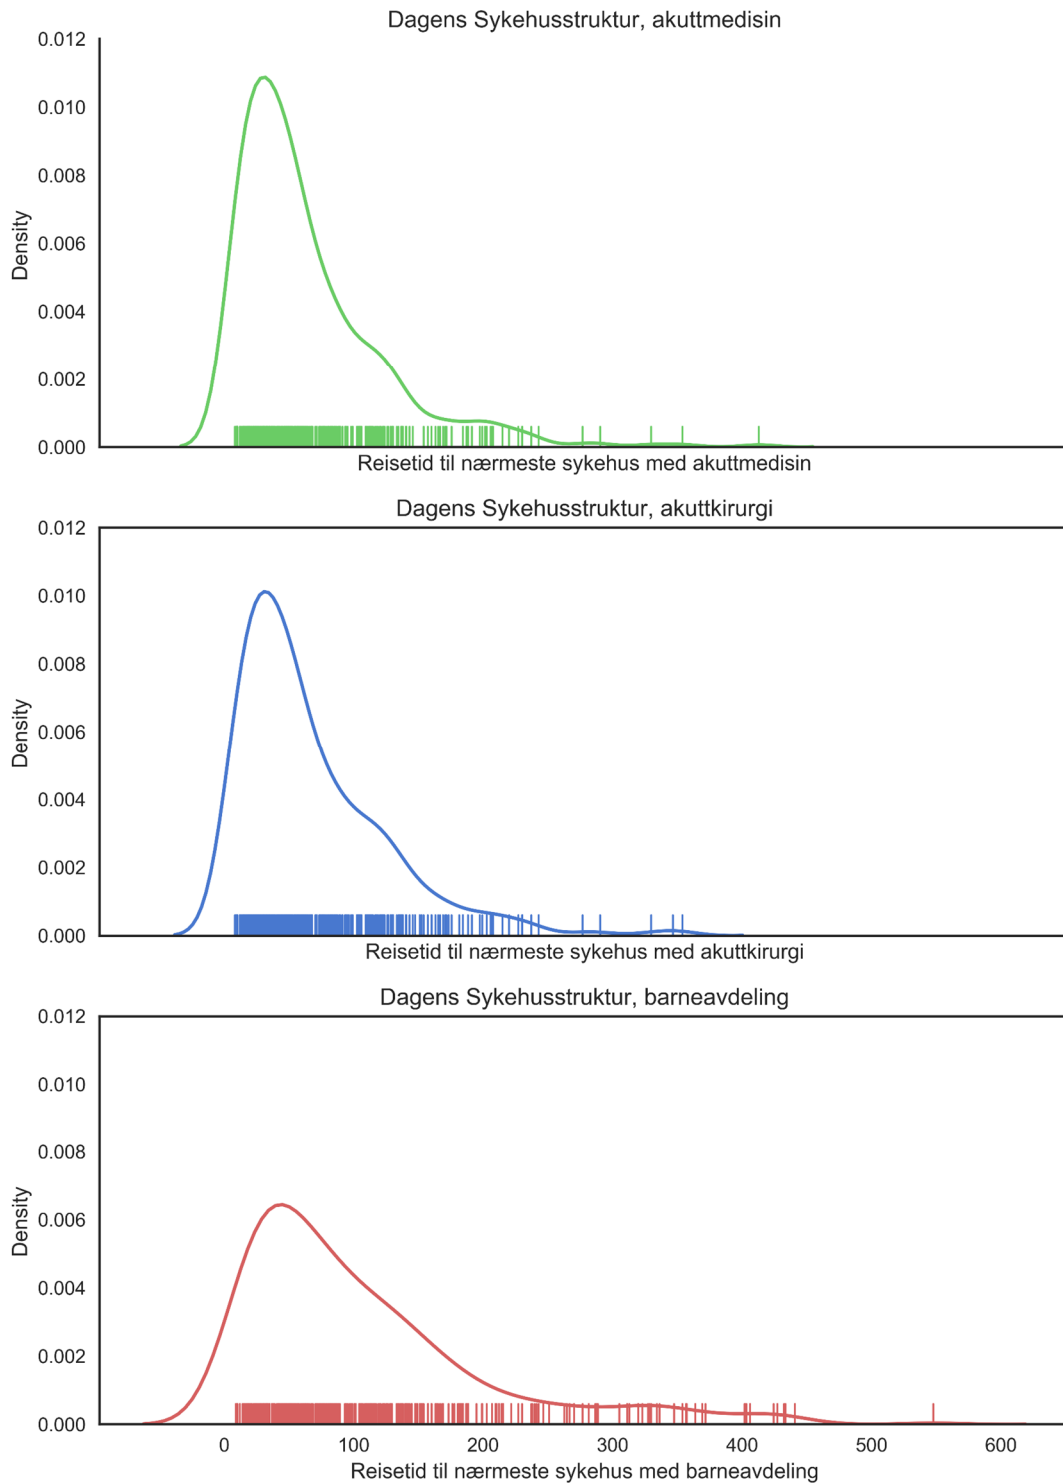 Dagens Sykehusstruktur, akuttmedisin
0.012
0.010
0.008
0.006
0.004
0.002
0.000
Density
Reisetid til nærmeste sykehus med akuttmedisin
Dagens Sykehusstruktur, akuttkirurgi
0.012
0.010
0.008
0.006
0.004
0.002
0.000
Density
Reisetid til nærmeste sykehus med akuttkirurgi
Dagens Sykehusstruktur, barneavdeling
0.012
0.010
0.008
0.006
0.004
0.002
0.000
Density
0 100 200 300 400 500 600
Reisetid til nærmeste sykehus med barneavdeling